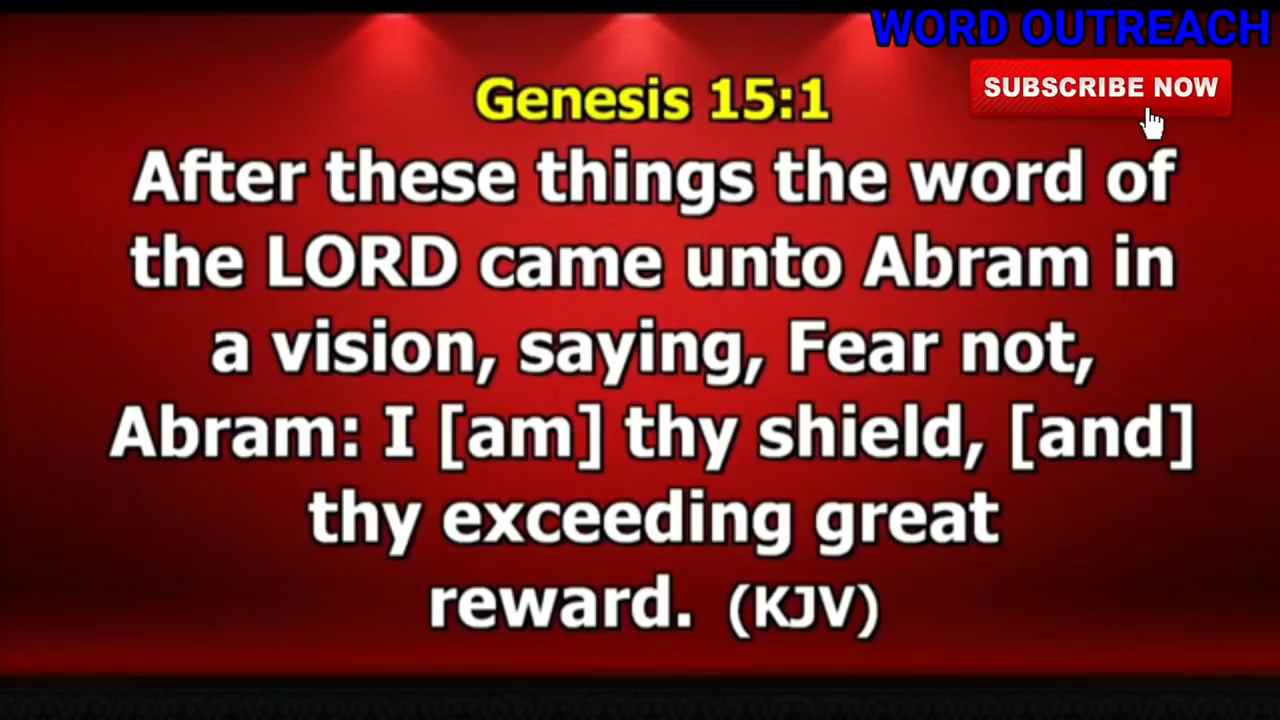 WORD OUTREACH
SUBSCRIBE NOW
Genesis 15:1
After these things the word of
the LORD came unto Abram in
a vision, saying, Fear not,
Abram: I [am] thy shield, [and]
thy exceeding great
reward. (KJV)